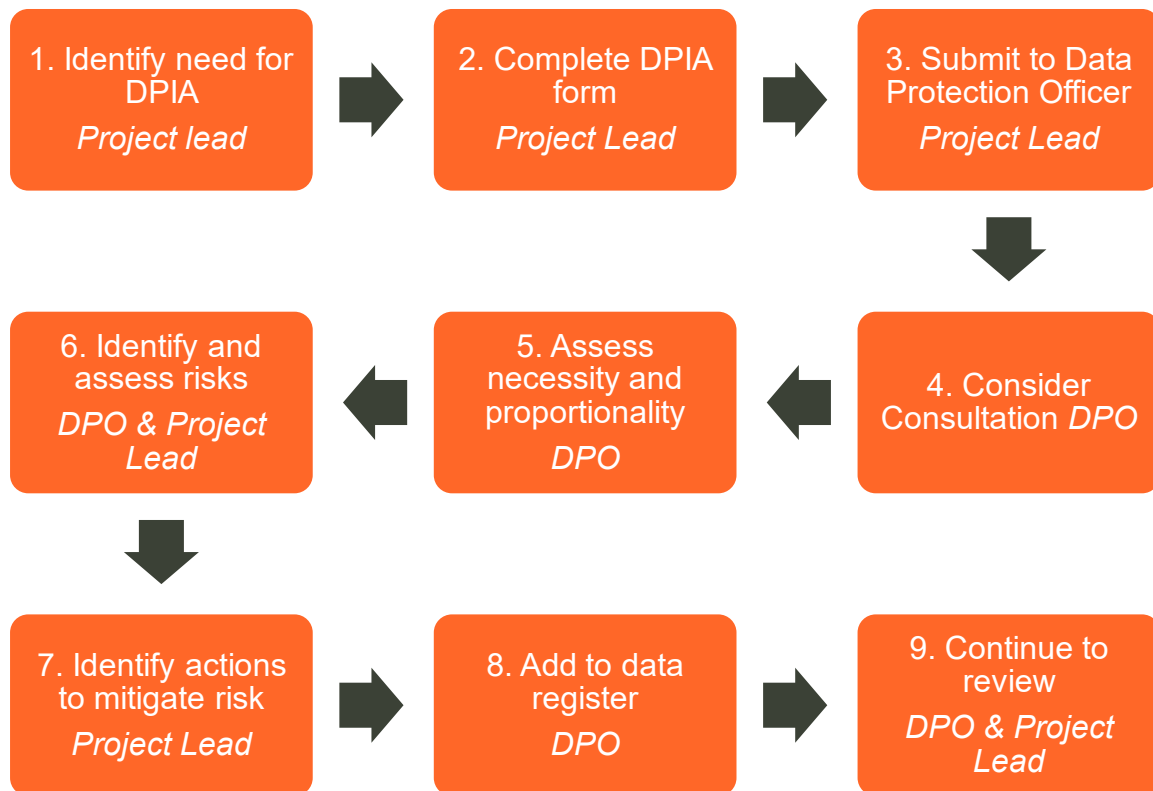 1. Identify need for
DPIA
Project lead
2. Complete DPIA
form
Project Lead
3. Submit to Data
Protection Officer
Project Lead
4. Consider
Consultation DPO
5. Assess
necessity and
proportionality
DPO
6. Identify and
assess risks
DPO & Project
Lead
7. Identify actions
to mitigate risk
Project Lead
8. Add to data
register
DPO
9. Continue to
review
DPO & Project
Lead